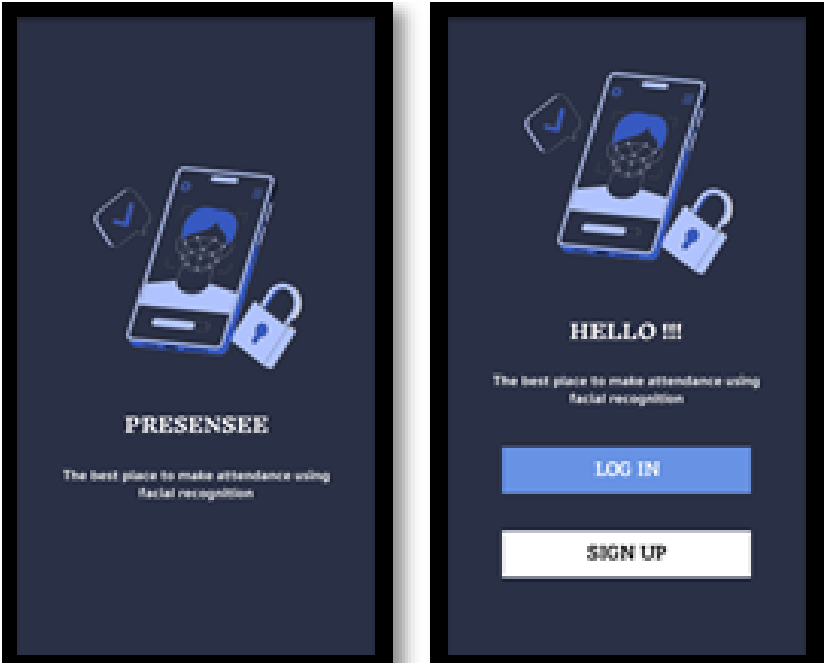 PRESENSEE
The best place to make attendance using
facial recognition
HELLO !!!
The best place to make attendance using
facial recognition
LOG IN
SIGN UP